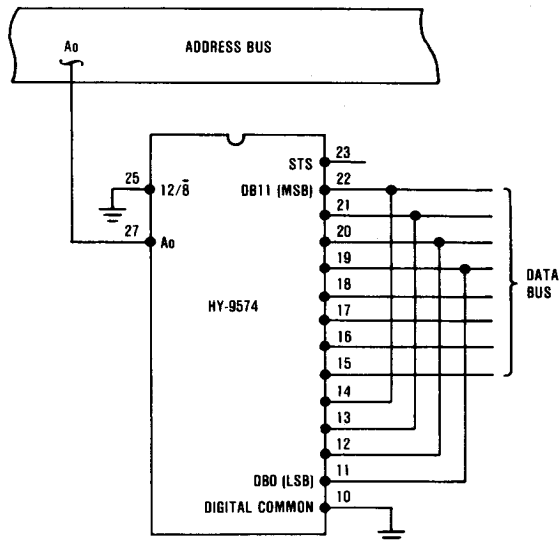 Ao
ADDRESS BUS
25
12/8̅
27
Ao
HY-9574
STS
23
DB11 (MSB)
22
21
20
19
18
17
16
15
14
13
12
DB0 (LSB)
11
DIGITAL COMMON
10
DATA
BUS